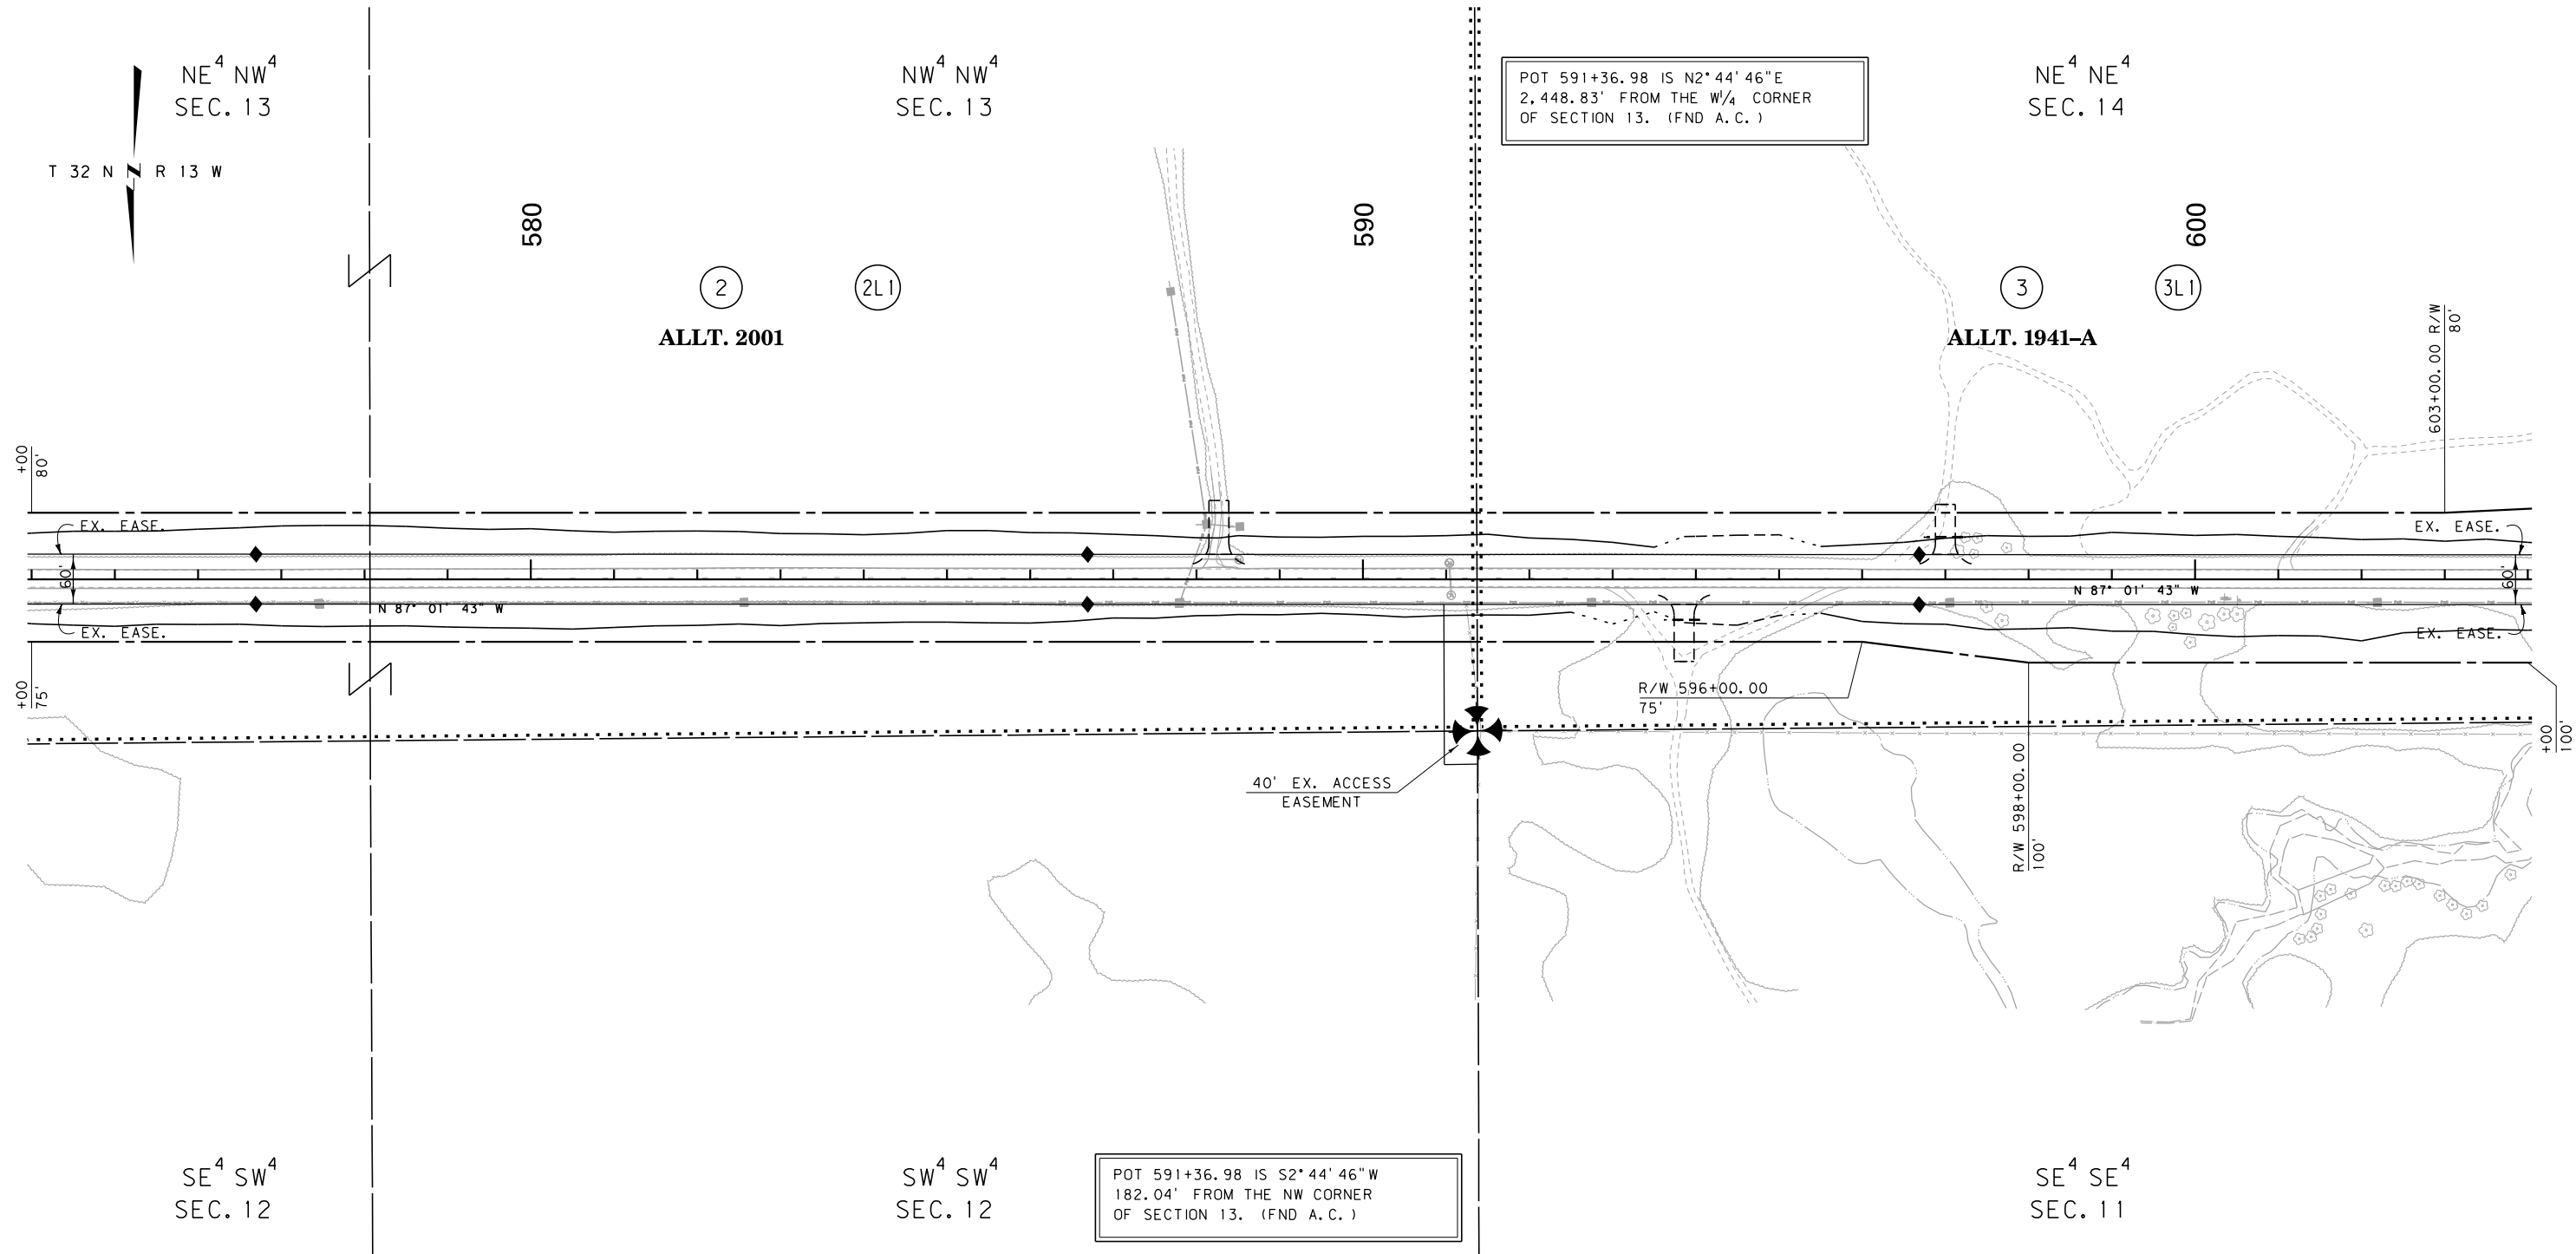 NE4 NW4
SEC. 13
NW4 NW4
SEC. 13
POT 591+36.98 IS N2°44'46"E
2,448.83' FROM THE W1/4 CORNER
OF SECTION 13. (FND A.C.)
NE4 NE4
SEC. 14
T 32 N N R 13 W
580
590
600
2
2L1
ALLT. 2001
3
3L1
ALLT. 1941-A
603+00.00 R/W
80'
+00
80'
EX. EASE.
EX. EASE.
60'
60'
N 87° 01' 43" W
N 87° 01' 43" W
EX. EASE.
EX. EASE.
+00
75'
R/W 596+00.00
75'
R/W 598+00.00
100'
+00
100'
40' EX. ACCESS
EASEMENT
SE4 SW4
SEC. 12
SW4 SW4
SEC. 12
POT 591+36.98 IS S2°44'46"W
182.04' FROM THE NW CORNER
OF SECTION 13. (FND A.C.)
SE4 SE4
SEC. 11